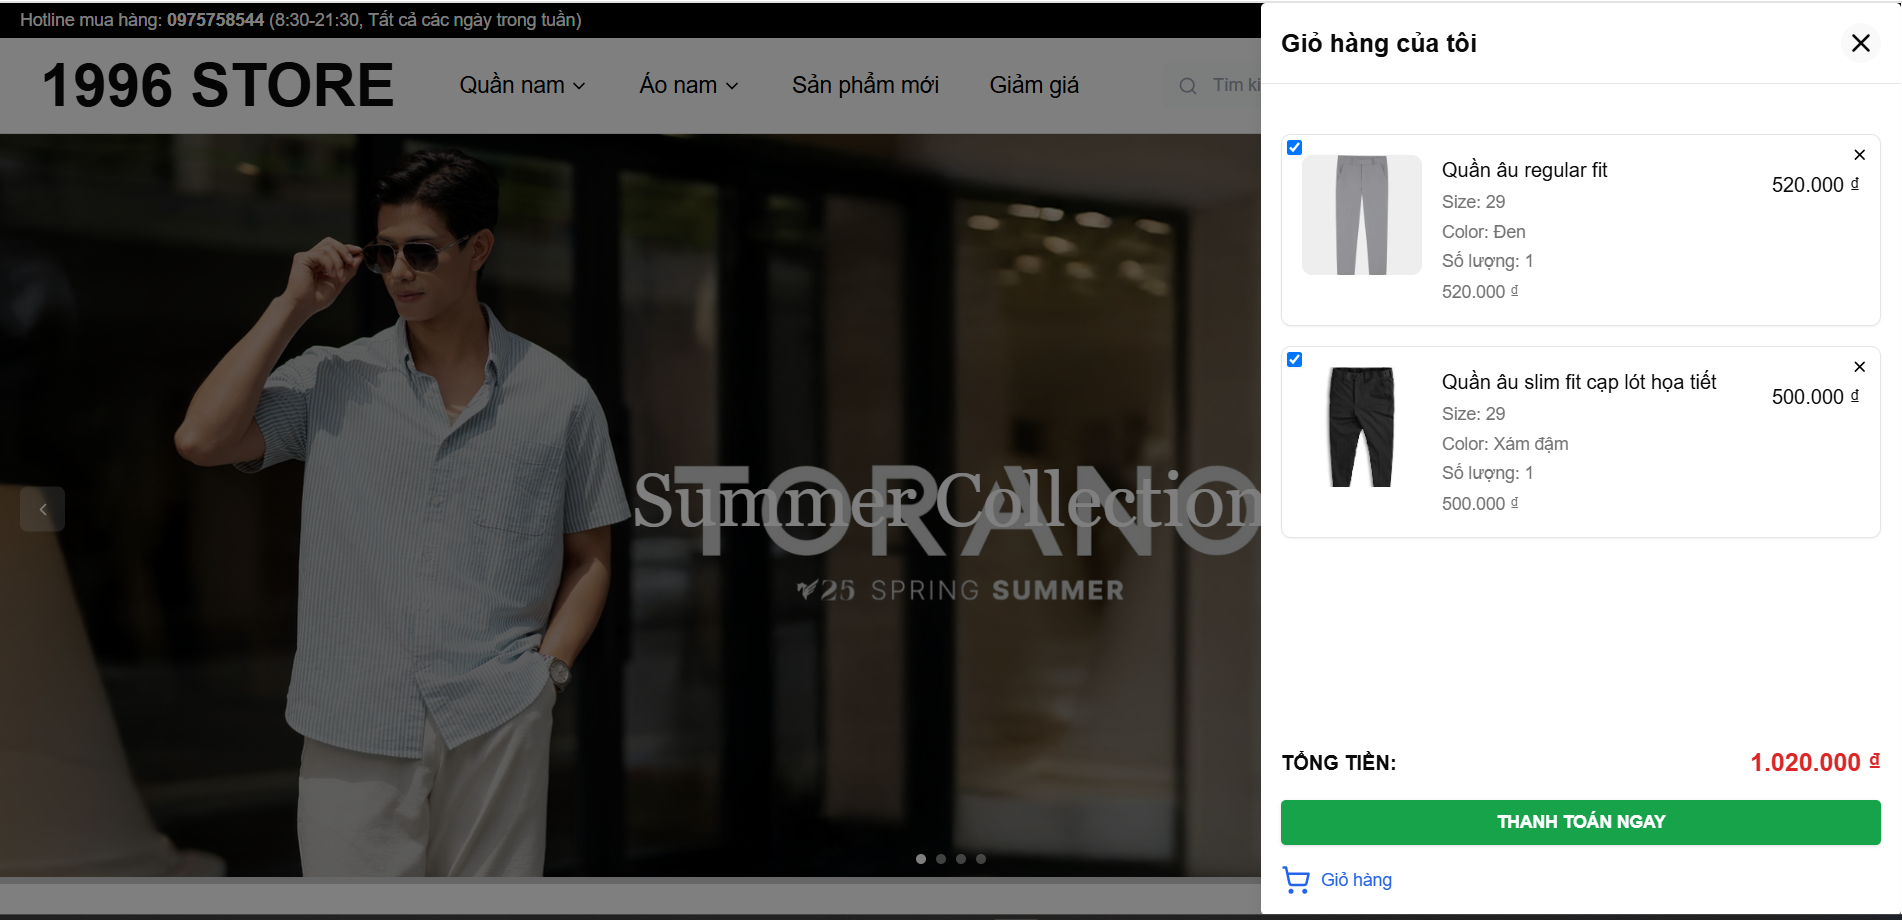 Hotline mua hàng: 0975758544 (8:30-21:30, Tất cả các ngày trong tuần)
1996 STORE
Quần nam
Áo nam
Sản phẩm mới
Giảm giá
Tìm ki
Summer Collection
TORANO
25 SPRING SUMMER
Giỏ hàng của tôi
Quần âu regular fit
520.000 ₫
Size: 29
Color: Đen
Số lượng: 1
520.000 ₫
Quần âu slim fit cạp lót họa tiết
500.000 ₫
Size: 29
Color: Xám đậm
Số lượng: 1
500.000 ₫
TỔNG TIỀN:
1.020.000 ₫
THANH TOÁN NGAY
Giỏ hàng